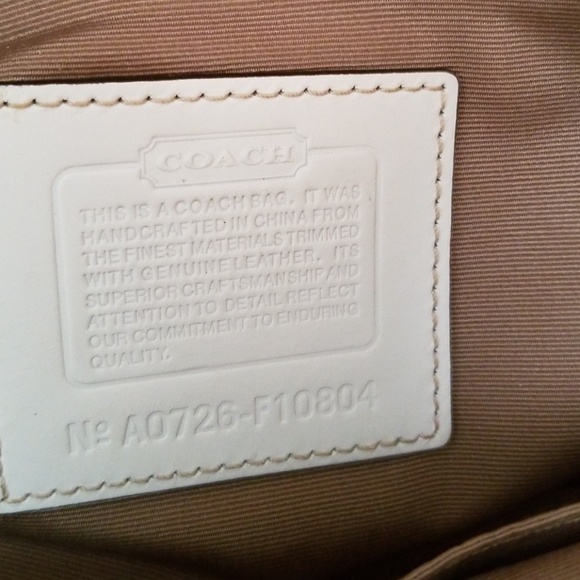 COACH
THIS IS A COACH BAG. IT WAS
HANDCRAFTED IN CHINA FROM
THE FINEST MATERIALS TRIMMED
WITH GENUINE LEATHER. ITS
SUPERIOR CRAFTSMANSHIP AND
ATTENTION TO DETAIL REFLECT
OUR COMMITMENT TO ENDURING
QUALITY.
Nº A0726-F10804